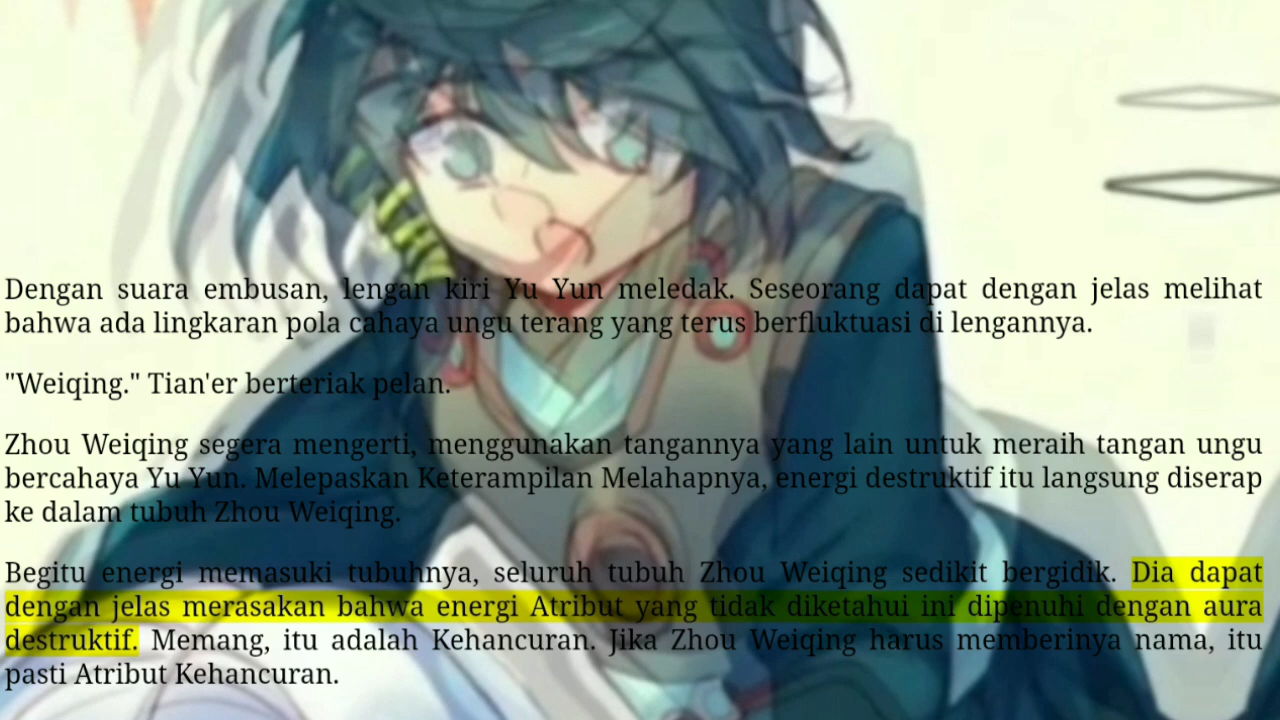 Dengan suara embusan, lengan kiri Yu Yun meledak. Seseorang dapat dengan jelas melihat
bahwa ada lingkaran pola cahaya ungu terang yang terus berfluktuasi di lengannya.
"Weiqing." Tian'er berteriak pelan.
Zhou Weiqing segera mengerti, menggunakan tangannya yang lain untuk meraih tangan ungu
bercahaya Yu Yun. Melepaskan Keterampilan Melahapnya, energi destruktif itu langsung diserap
ke dalam tubuh Zhou Weiqing.
Begitu energi memasuki tubuhnya, seluruh tubuh Zhou Weiqing sedikit bergidik. Dia dapat
dengan jelas merasakan bahwa energi Atribut yang tidak diketahui ini dipenuhi dengan aura
destruktif. Memang, itu adalah Kehancuran. Jika Zhou Weiqing harus memberinya nama, itu
pasti Atribut Kehancuran.